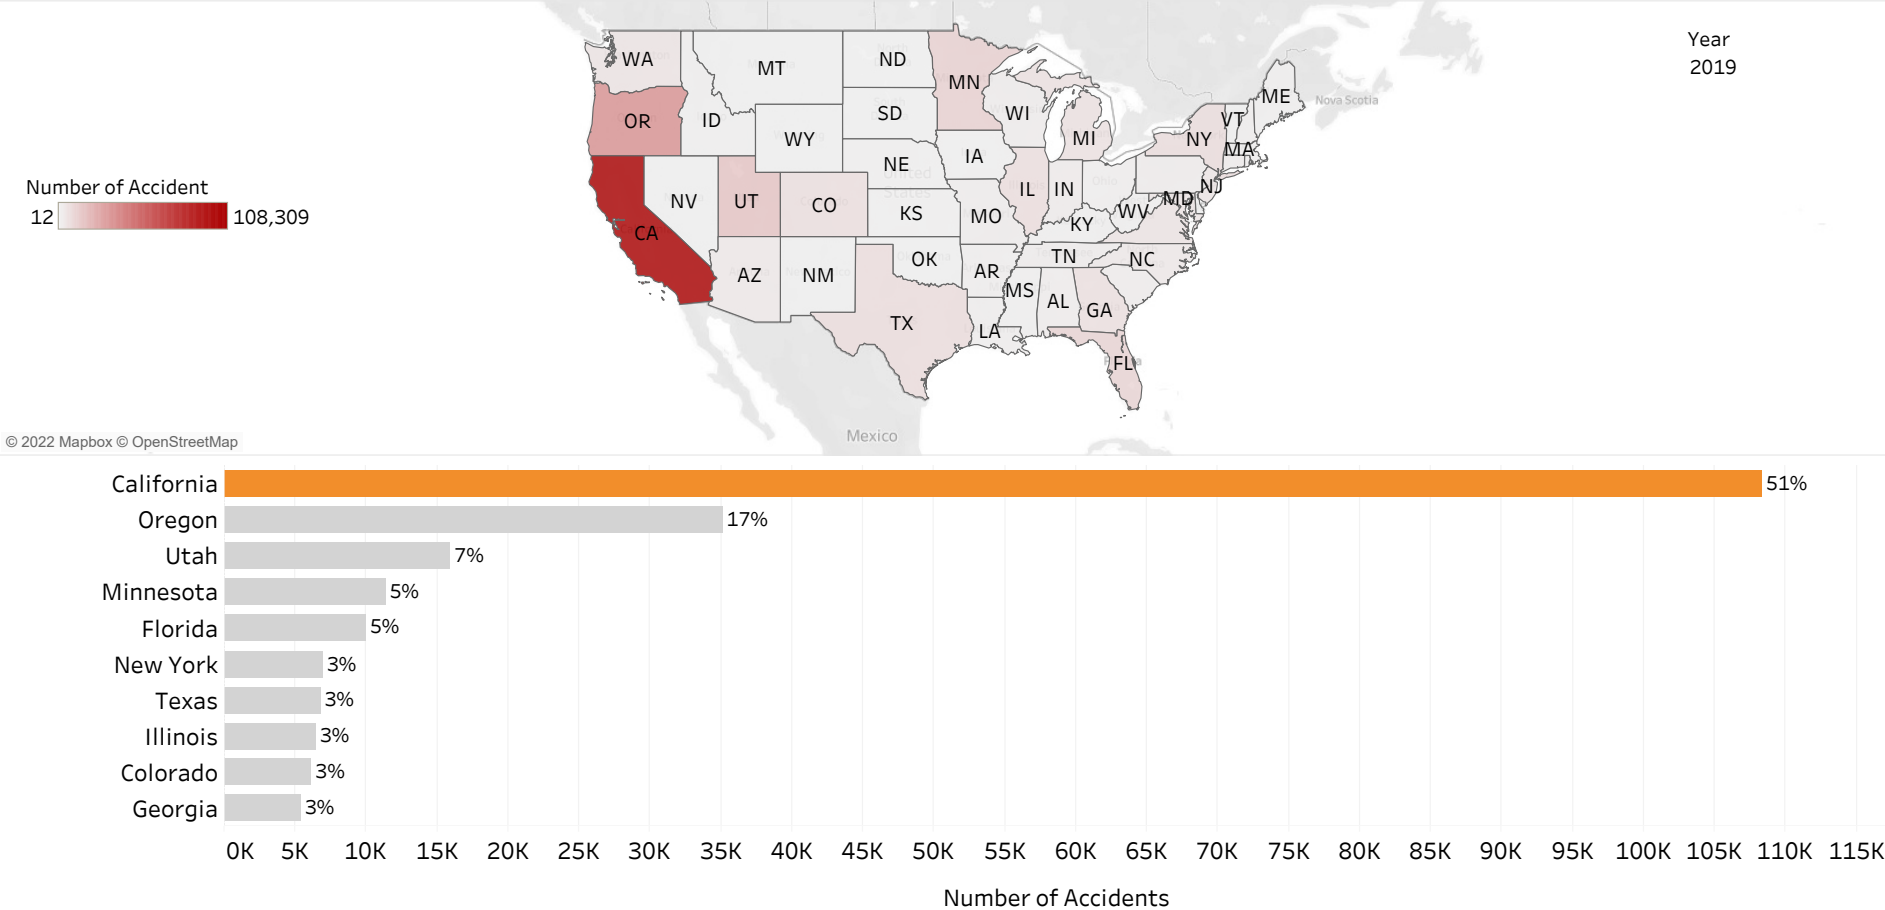 Year
2019
Number of Accident
12 108,309
WA
MT
ND
MN
OR
ID
WY
SD
WI
MI
NY
VT
ME
Nova Scotia
MA
NE
United
States
IA
IL
IN
Ohio
NJ
MD
WV
NV
UT
CO
KS
MO
KY
CA
AZ
NM
OK
AR
TN
NC
MS
AL
GA
TX
LA
FL
Mexico
© 2022 Mapbox © OpenStreetMap
California 51%
Oregon 17%
Utah 7%
Minnesota 5%
Florida 5%
New York 3%
Texas 3%
Illinois 3%
Colorado 3%
Georgia 3%
0K 5K 10K 15K 20K 25K 30K 35K 40K 45K 50K 55K 60K 65K 70K 75K 80K 85K 90K 95K 100K 105K 110K 115K
Number of Accidents